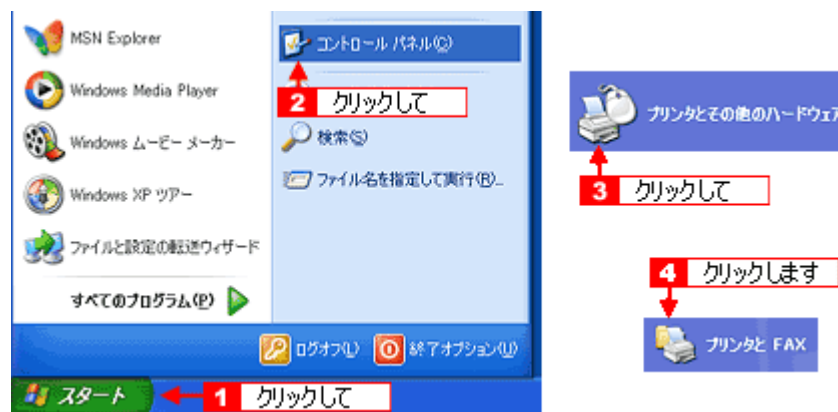 MSN Explorer
Windows Media Player
Windows ムービー メーカー
Windows XP ツアー
ファイルと設定の転送ウィザード
すべてのプログラム(P)
コントロール パネル(C)
2 クリックして
検索(S)
ファイル名を指定して実行(R)...
ログオフ(L)
終了オプション(U)
スタート
1 クリックして
プリンタとその他のハードウェア
3 クリックして
4 クリックします
プリンタと FAX